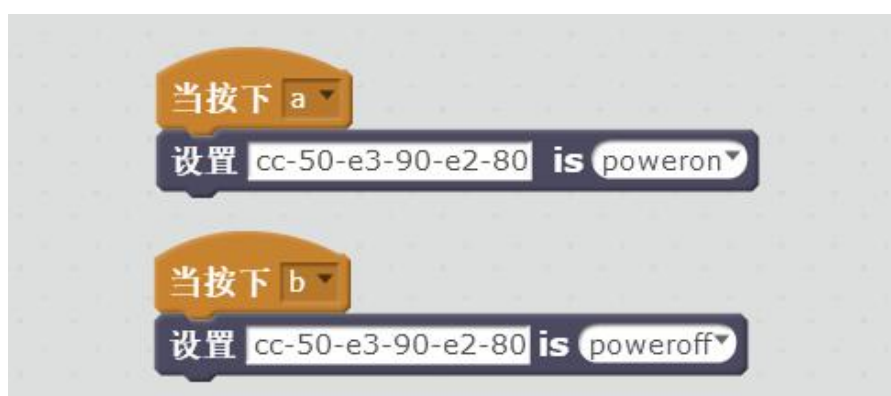 当按下 a
设置 cc-50-e3-90-e2-80 is poweron
当按下 b
设置 cc-50-e3-90-e2-80 is poweroff